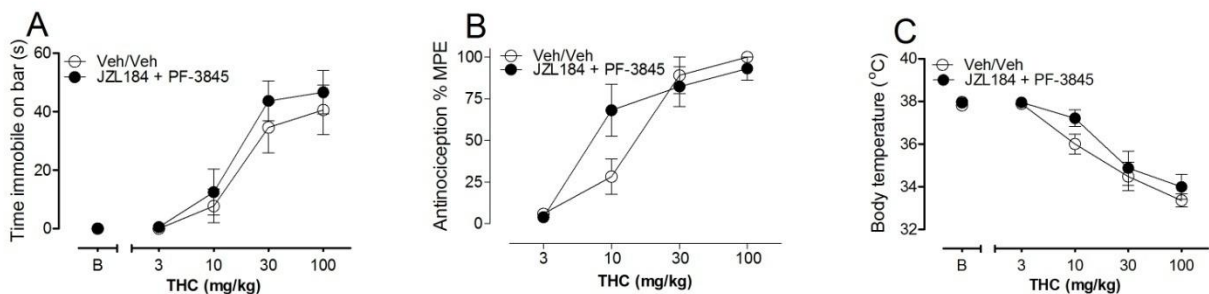 A
Time immobile on bar (s)
60
40
20
0
Veh/Veh
JZL184 + PF-3845
B
3
10
30
100
THC (mg/kg)
B
Antinociception % MPE
100
75
50
25
0
Veh/Veh
JZL184 + PF-3845
3
10
30
100
THC (mg/kg)
C
Body temperature (°C)
40
38
36
34
32
Veh/Veh
JZL184 + PF-3845
B
3
10
30
100
THC (mg/kg)